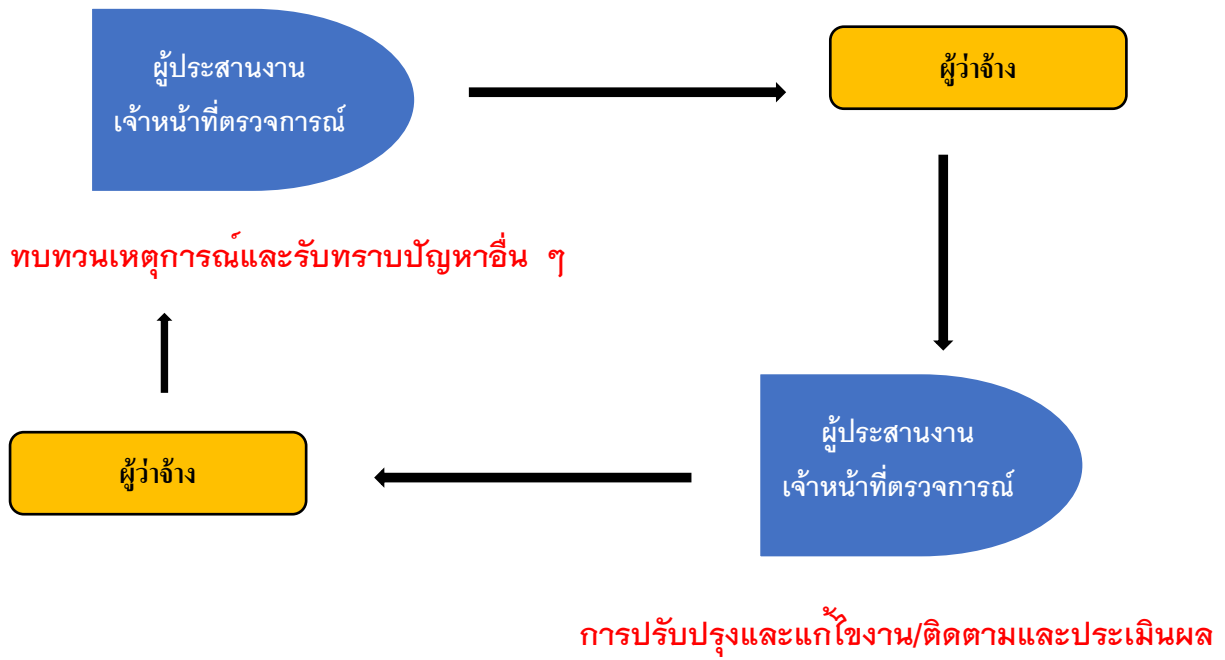 ผู้ประสานงาน
เจ้าหน้าที่ตรวจการณ์
ผู้ว่าจ้าง
ทบทวนเหตุการณ์และรับทราบปัญหาอื่น ๆ
ผู้ว่าจ้าง
ผู้ประสานงาน
เจ้าหน้าที่ตรวจการณ์
การปรับปรุงและแก้ไขงาน/ติดตามและประเมินผล